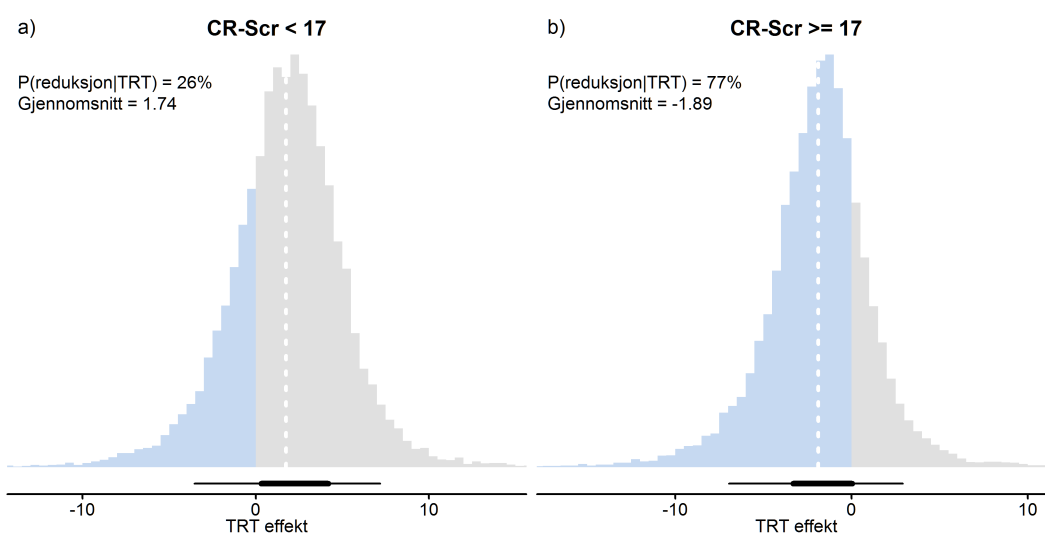 a)
CR-Scr < 17
P(reduksjon|TRT) = 26%
Gjennomsnitt = 1.74
-10
0
10
TRT effekt
b)
CR-Scr >= 17
P(reduksjon|TRT) = 77%
Gjennomsnitt = -1.89
-10
0
10
TRT effekt